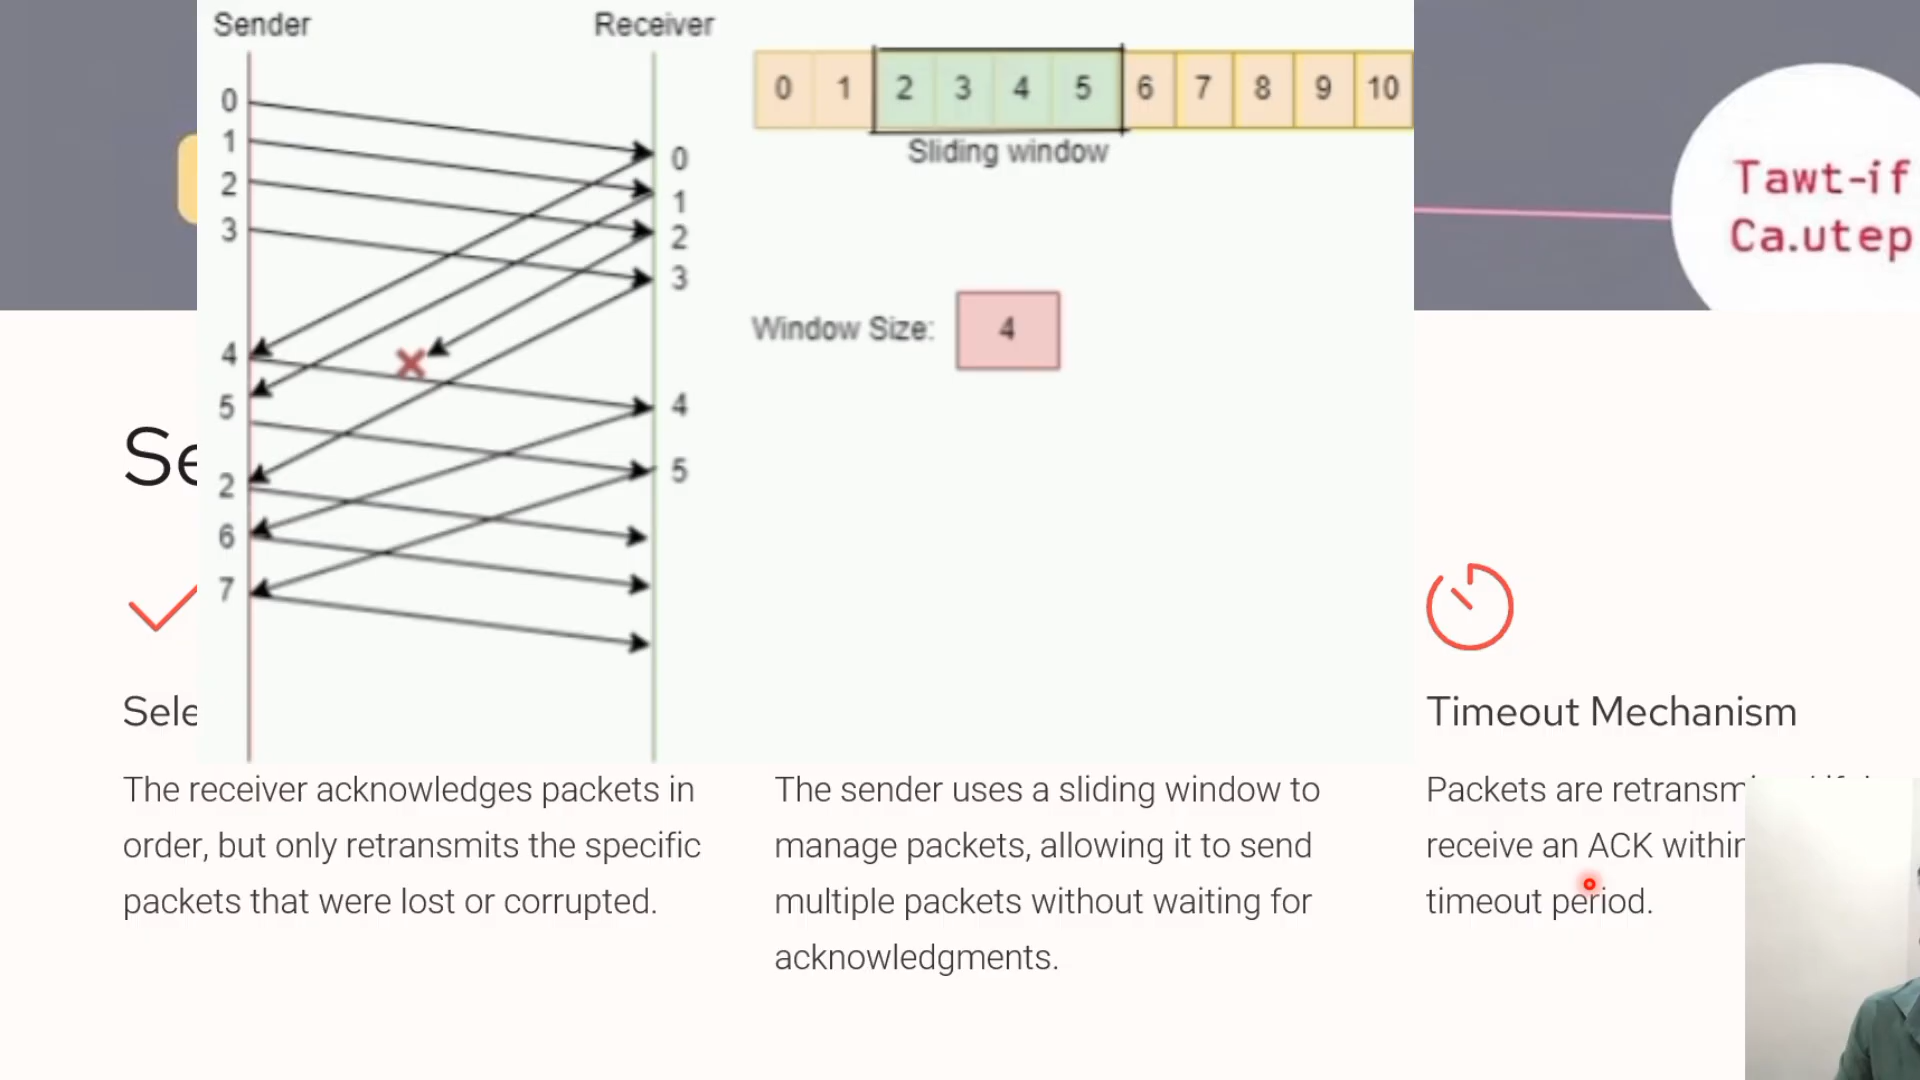 Sender Receiver
0 1 2 3 4 5 6 7 8 9 10
Sliding window
0
1
2
3
4
5
2
6
7
0
1
2
3
4
5
Window Size: 4
Tawt-if
Ca.utep
Se
Sele
The receiver acknowledges packets in
order, but only retransmits the specific
packets that were lost or corrupted.
The sender uses a sliding window to
manage packets, allowing it to send
multiple packets without waiting for
acknowledgments.
Timeout Mechanism
Packets are retransm
receive an ACK within
timeout period.